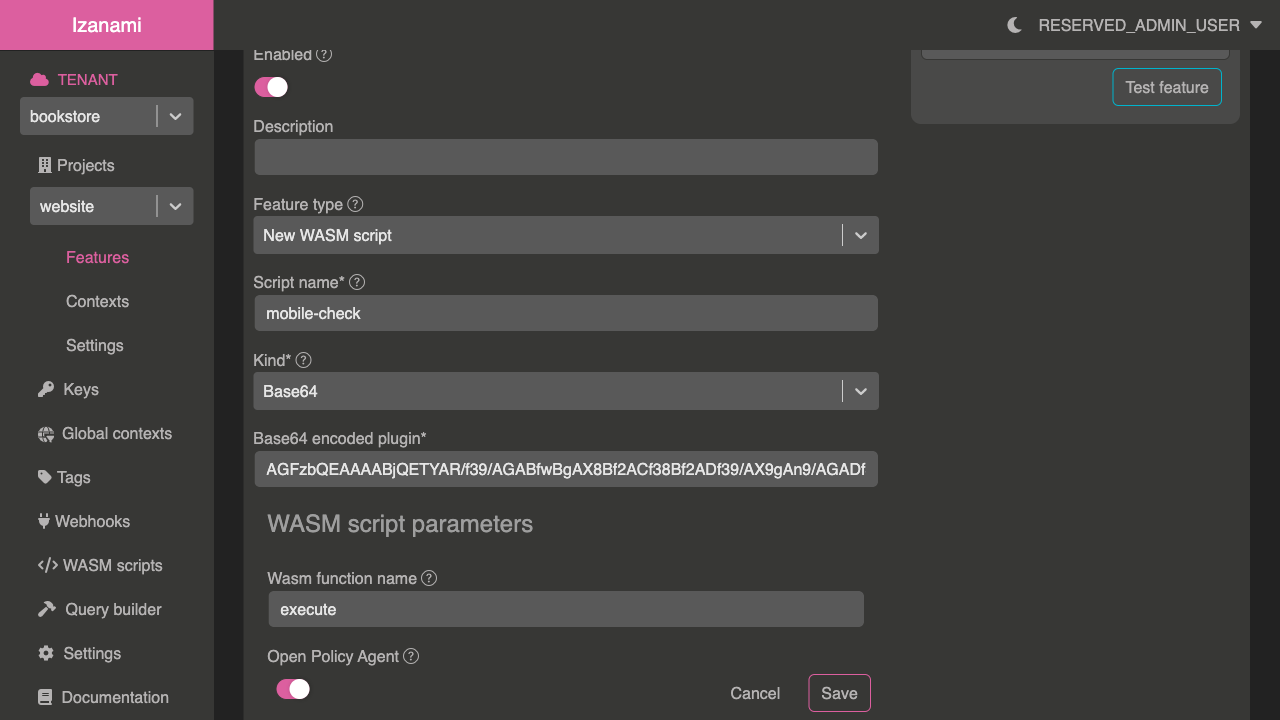 Izanami
RESERVED_ADMIN_USER
TENANT
bookstore
Projects
website
Features
Contexts
Settings
Keys
Global contexts
Tags
Webhooks
WASM scripts
Query builder
Settings
Documentation
Enabled
Description
Feature type
New WASM script
Script name*
mobile-check
Kind*
Base64
Base64 encoded plugin*
AGFzbQEAAAABjQETYAR/f39/AGABfwBgAX8Bf2ACf38Bf2ADf39/AX9gAn9/AGADf
WASM script parameters
Wasm function name
execute
Open Policy Agent
Cancel
Save
Test feature